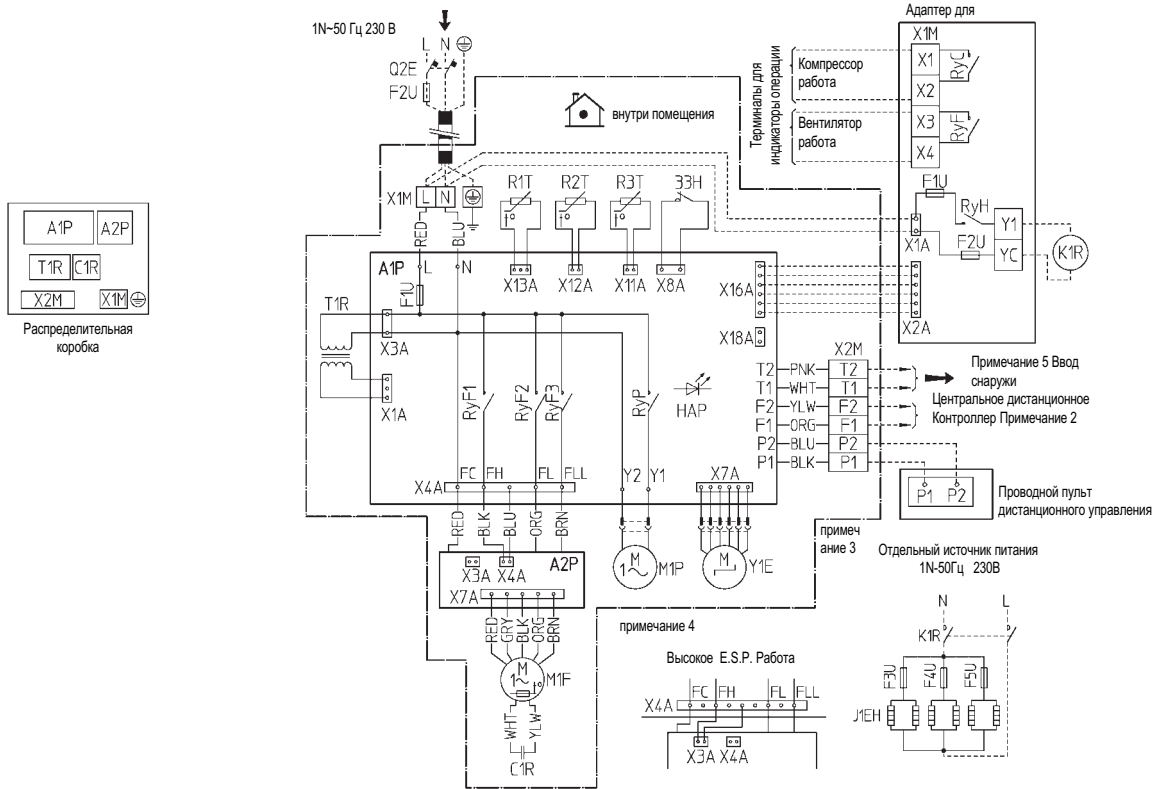 Адаптер для
1N~50 Гц 230 В
L N
Q2E
F2U
внутри помещения
Терминалы для
индикаторы операции
Компрессор
работа
Вентилятор
работа
X1M
X1
X2
X3
X4
RyC
RyF
F1U
RyH
X1A
F2U
Y1
YC
K1R
X2A
A1P A2P
T1R C1R
X2M X1M
Распределительная
коробка
X1M L N
RED BLU
R1T R2T R3T 33H
X13A X12A X11A X8A
A1P L N
F1U
T1R
X3A
X1A
X16A
X18A
RyF1 RyF2 RyF3 RyP
HAP
X2M
T2 PNK T2
T1 WHT T1
F2 YLW F2
F1 ORG F1
P2 BLU P2
P1 BLK P1
Примечание 5 Ввод
снаружи
Центральное дистанционное
Контроллер Примечание 2
P1 P2
Проводной пульт
дистанционного управления
FC FH FL FLL
X4A
Y2 Y1
X7A
RED BLK BLU ORG BRN
X3A X4A A2P
X7A
M
1~ M1P
M
Y1E
примеч
ание 3
RED GRY BLK ORG BRN
M
1~ M1F
WHT YLW
C1R
примечание 4
Высокое E.S.P. Работа
FC FH FL FLL
X4A
X3A X4A
Отдельный источник питания
1N-50Гц 230В
N L
K1R
F3U F4U F5U
J1EH